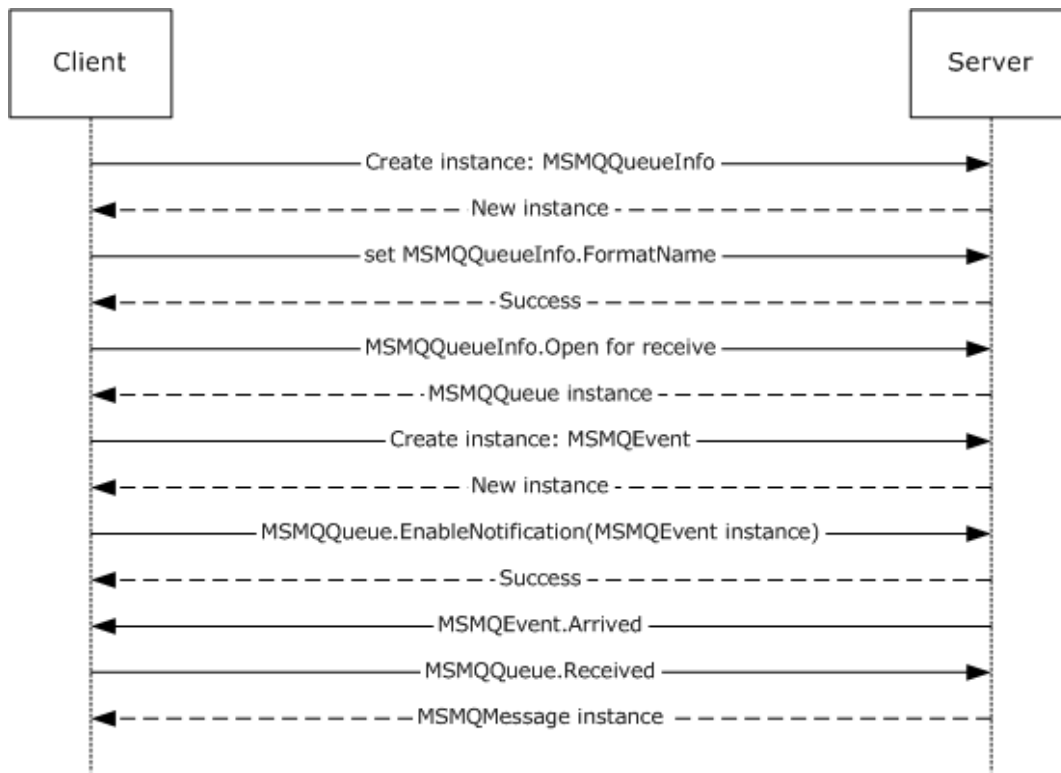 Client
Server
Create instance: MSMQQueueInfo
New instance
set MSMQQueueInfo.FormatName
Success
MSMQQueueInfo.Open for receive
MSMQQueue instance
Create instance: MSMQEvent
New instance
MSMQQueue.EnableNotification(MSMQEvent instance)
Success
MSMQEvent.Arrived
MSMQQueue.Received
MSMQMessage instance